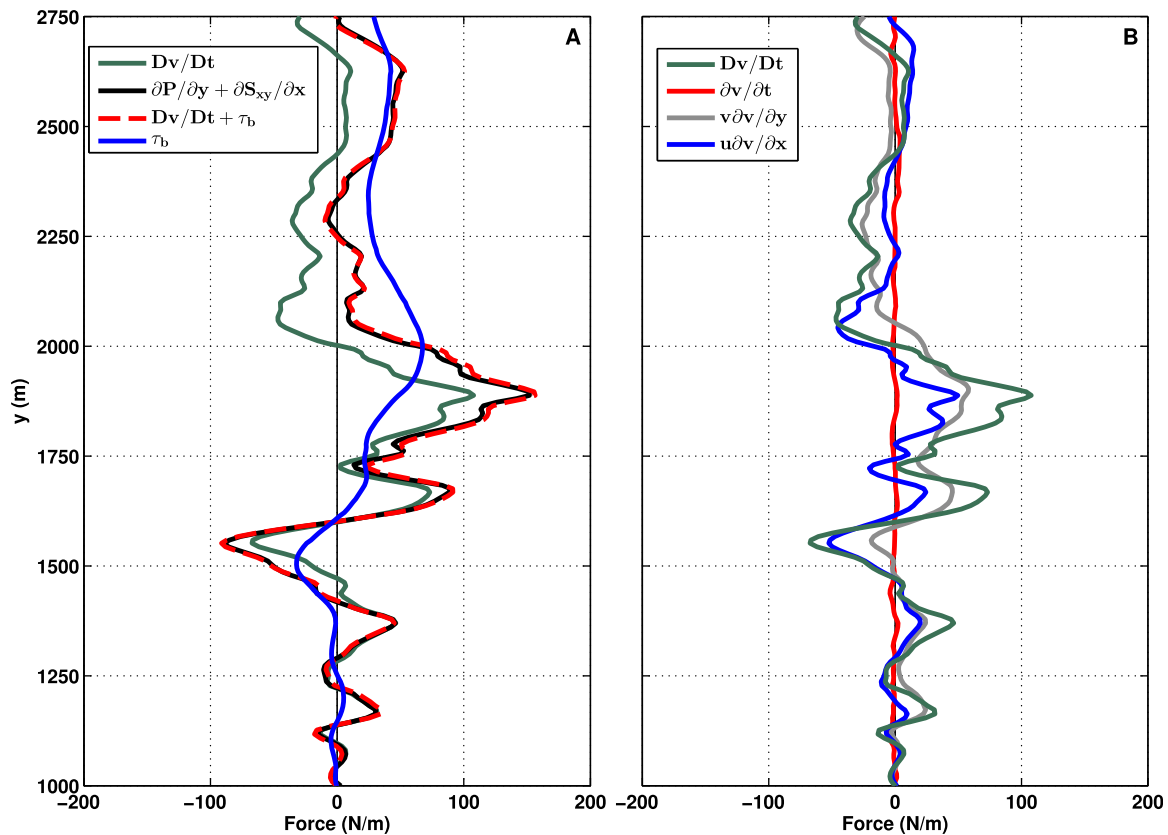 A
Dv/Dt
∂P/∂y + ∂Sxy/∂x
Dv/Dt + τb
τb
2750
2500
2250
2000
1750
1500
1250
1000
y (m)
−200
−100
0
100
200
Force (N/m)
B
Dv/Dt
∂v/∂t
v∂v/∂y
u∂v/∂x
−200
−100
0
100
200
Force (N/m)